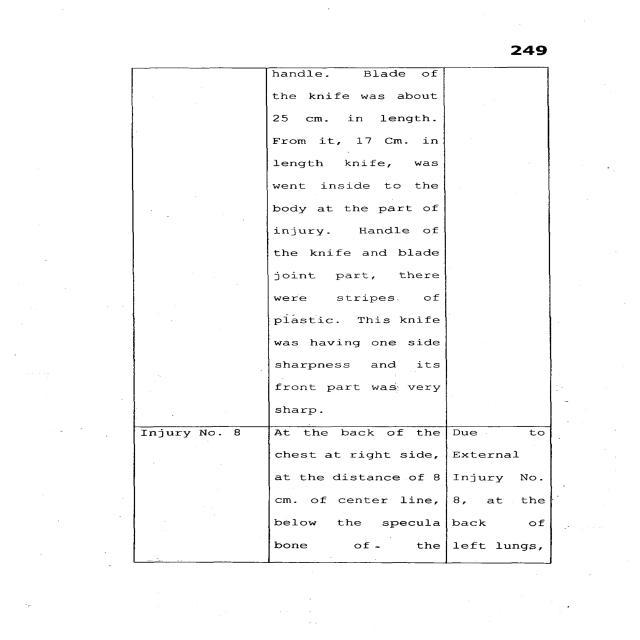 249
handle. Blade of
the knife was about
25 cm. in length.
From it, 17 Cm. in
length knife, was
went inside to the
body at the part of
injury. Handle of
the knife and blade
joint part, there
were stripes of
plastic. This knife
was having one side
sharpness and its
front part was very
sharp.
Injury No. 8
At the back of the
chest at right side,
at the distance of 8
cm. of center line,
below the specula
bone of- the
Due to
External
Injury No.
8, at the
back of
left lungs,